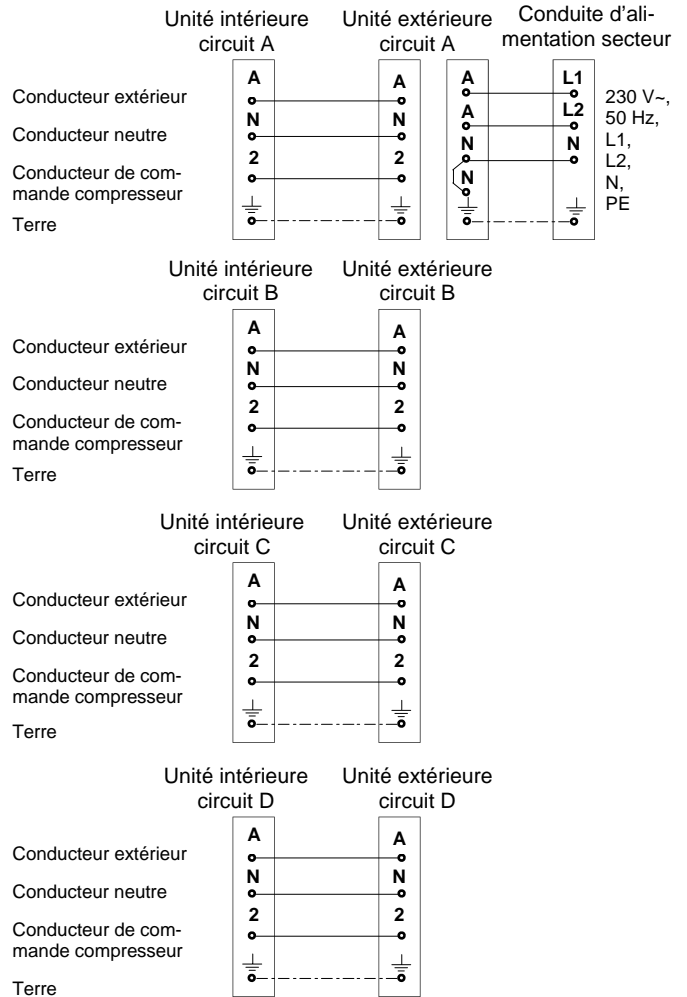 Unité intérieure
circuit A
Unité extérieure
circuit A
Conduite d'ali-
mentation secteur
Conducteur extérieur
Conducteur neutre
Conducteur de com-
mande compresseur
Terre
A
N
2
A
N
2
A
A
N
N
L1
L2
N
230 V~,
50 Hz,
L1,
L2,
N,
PE
Unité intérieure
circuit B
Unité extérieure
circuit B
Conducteur extérieur
Conducteur neutre
Conducteur de com-
mande compresseur
Terre
A
N
2
A
N
2
Unité intérieure
circuit C
Unité extérieure
circuit C
Conducteur extérieur
Conducteur neutre
Conducteur de com-
mande compresseur
Terre
A
N
2
A
N
2
Unité intérieure
circuit D
Unité extérieure
circuit D
Conducteur extérieur
Conducteur neutre
Conducteur de com-
mande compresseur
Terre
A
N
2
A
N
2